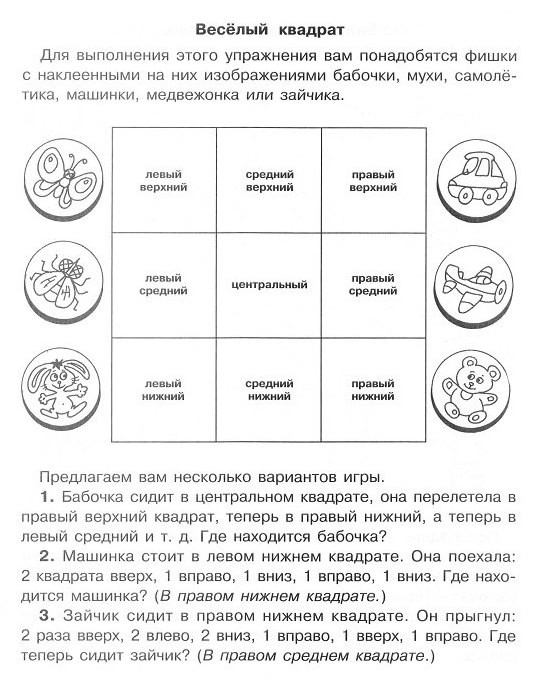 Весёлый квадрат
Для выполнения этого упражнения вам понадобятся фишки
с наклеенными на них изображениями бабочки, мухи, самолё-
тика, машинки, медвежонка или зайчика.
левый
верхний
средний
верхний
правый
верхний
левый
средний
центральный
правый
средний
левый
нижний
средний
нижний
правый
нижний
Предлагаем вам несколько вариантов игры.
1. Бабочка сидит в центральном квадрате, она перелетела в
правый верхний квадрат, теперь в правый нижний, а теперь в
левый средний и т. д. Где находится бабочка?
2. Машинка стоит в левом нижнем квадрате. Она поехала:
2 квадрата вверх, 1 вправо, 1 вниз, 1 вправо, 1 вниз. Где нахо-
дится машинка? (В правом нижнем квадрате.)
3. Зайчик сидит в правом нижнем квадрате. Он прыгнул:
2 раза вверх, 2 влево, 2 вниз, 1 вправо, 1 вверх, 1 вправо. Где
теперь сидит зайчик? (В правом среднем квадрате.)